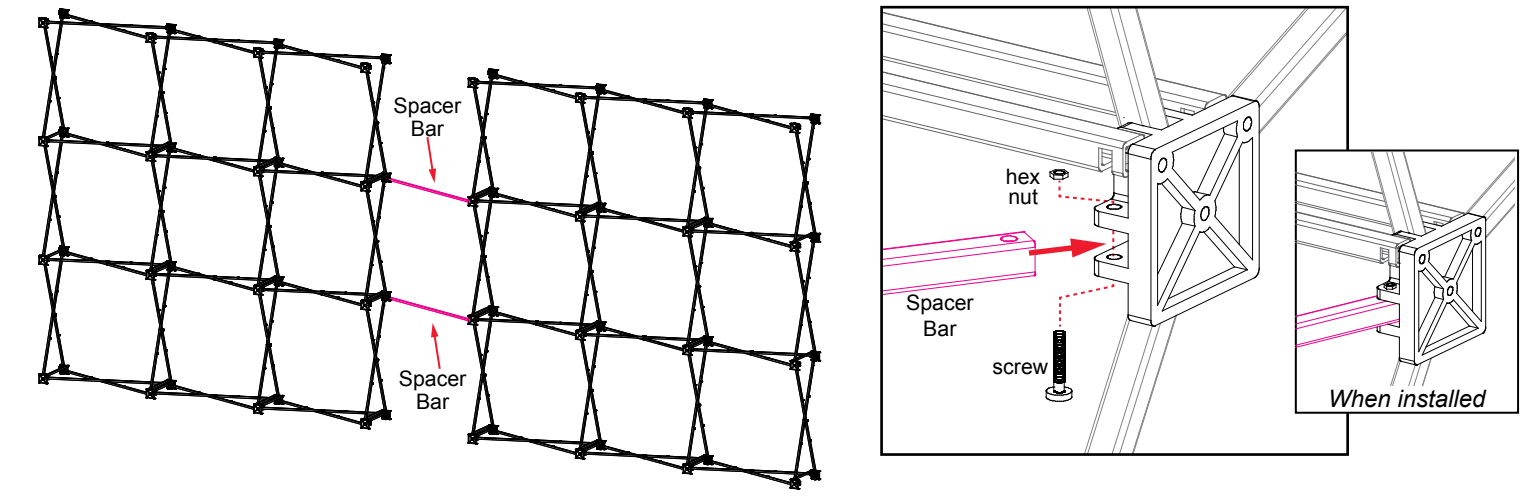 Spacer
Bar
Spacer
Bar
hex
nut
Spacer
Bar
screw
When installed